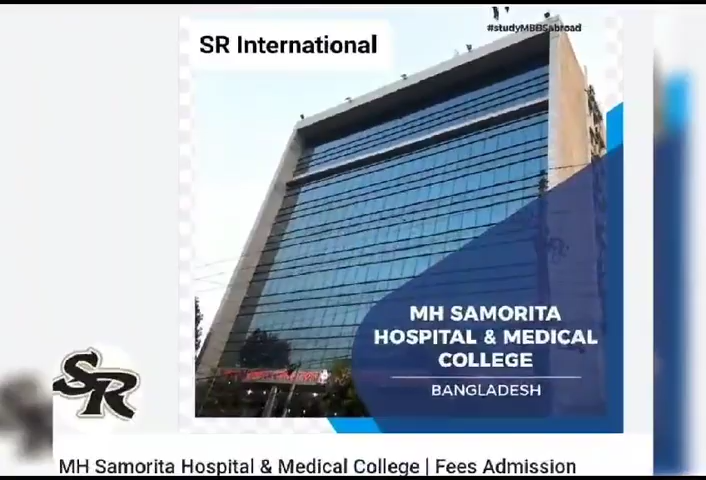 #studyMBBSabroad
SR International
MH SAMORITA
HOSPITAL & MEDICAL
COLLEGE
BANGLADESH
SR
MH Samorita Hospital & Medical College | Fees Admission